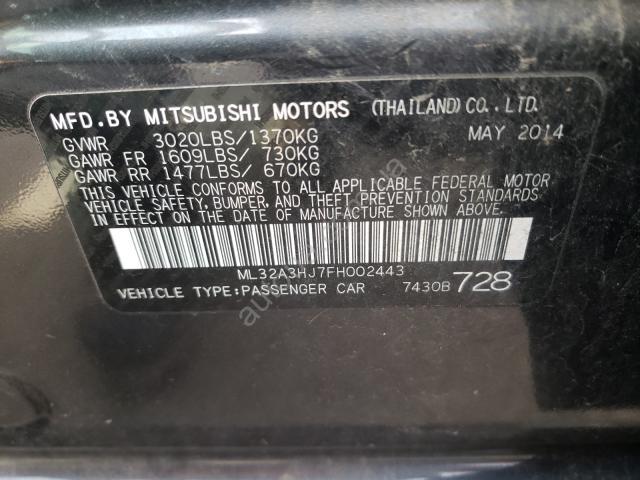 MFD.BY MITSUBISHI MOTORS (THAILAND) CO.,LTD.
GVWR 3020LBS/1370KG MAY 2014
GAWR FR 1609LBS/ 730KG
GAWR RR 1477LBS/ 670KG
THIS VEHICLE CONFORMS TO ALL APPLICABLE FEDERAL MOTOR
VEHICLE SAFETY, BUMPER, AND THEFT PREVENTION STANDARDS
IN EFFECT ON THE DATE OF MANUFACTURE SHOWN ABOVE.
ML32A3HJ7FH002443
VEHICLE TYPE:PASSENGER CAR 7430B 728